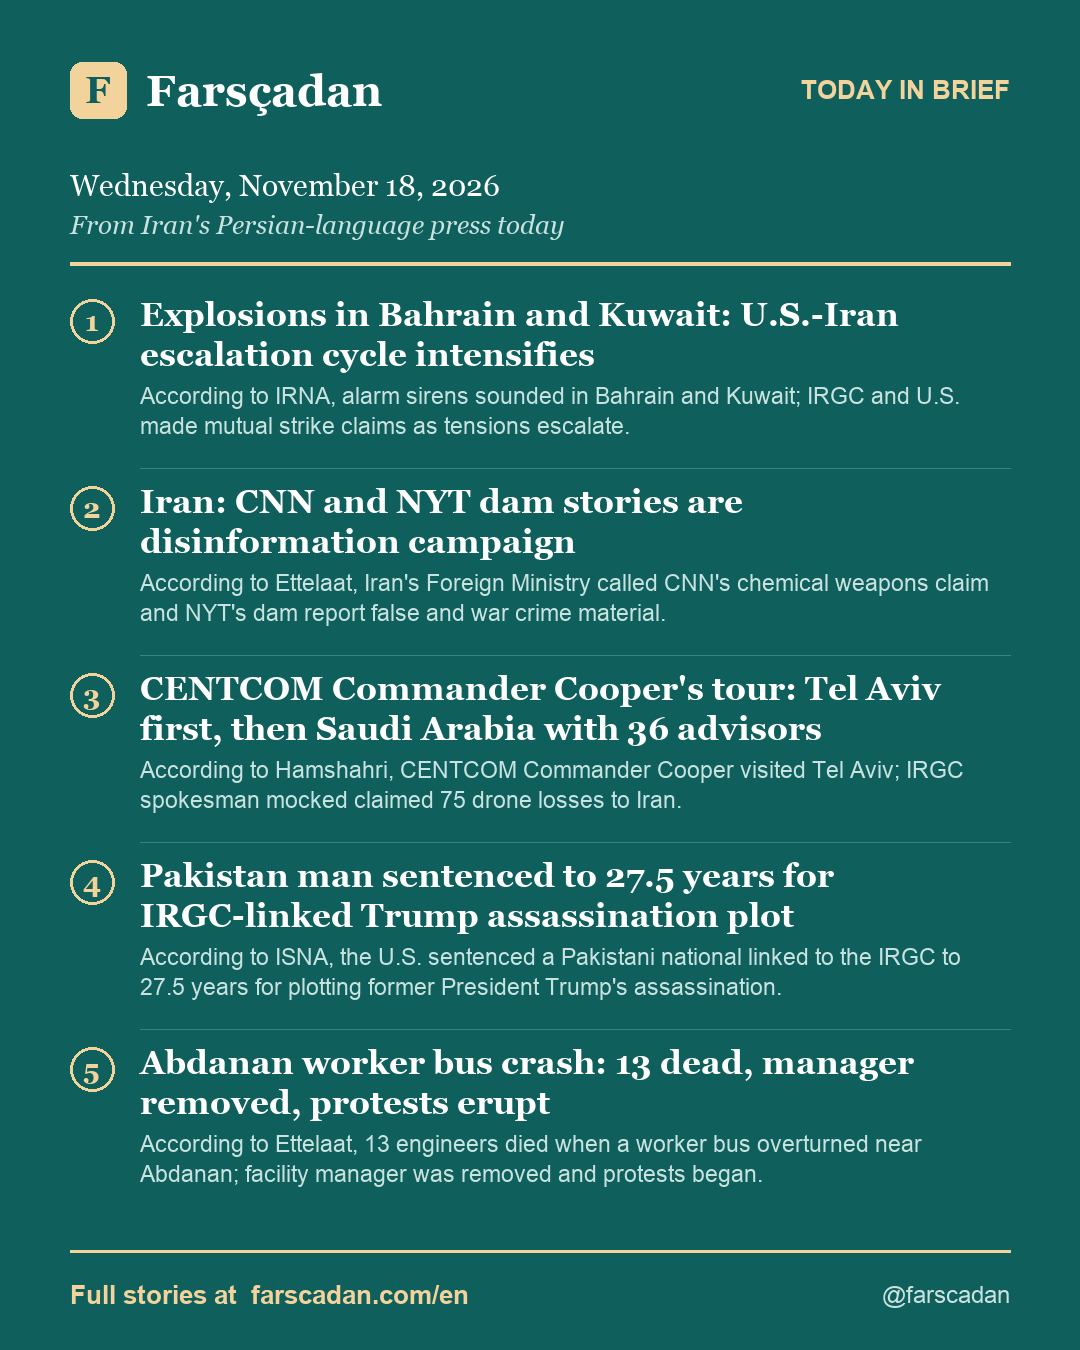 F Farsçadan
TODAY IN BRIEF
Wednesday, November 18, 2026
From Iran's Persian-language press today
1
Explosions in Bahrain and Kuwait: U.S.-Iran
escalation cycle intensifies
According to IRNA, alarm sirens sounded in Bahrain and Kuwait; IRGC and U.S.
made mutual strike claims as tensions escalate.
2
Iran: CNN and NYT dam stories are
disinformation campaign
According to Ettelaat, Iran's Foreign Ministry called CNN's chemical weapons claim
and NYT's dam report false and war crime material.
3
CENTCOM Commander Cooper's tour: Tel Aviv
first, then Saudi Arabia with 36 advisors
According to Hamshahri, CENTCOM Commander Cooper visited Tel Aviv; IRGC
spokesman mocked claimed 75 drone losses to Iran.
4
Pakistan man sentenced to 27.5 years for
IRGC-linked Trump assassination plot
According to ISNA, the U.S. sentenced a Pakistani national linked to the IRGC to
27.5 years for plotting former President Trump's assassination.
5
Abdanan worker bus crash: 13 dead, manager
removed, protests erupt
According to Ettelaat, 13 engineers died when a worker bus overturned near
Abdanan; facility manager was removed and protests began.
Full stories at farscadan.com/en
@farscadan